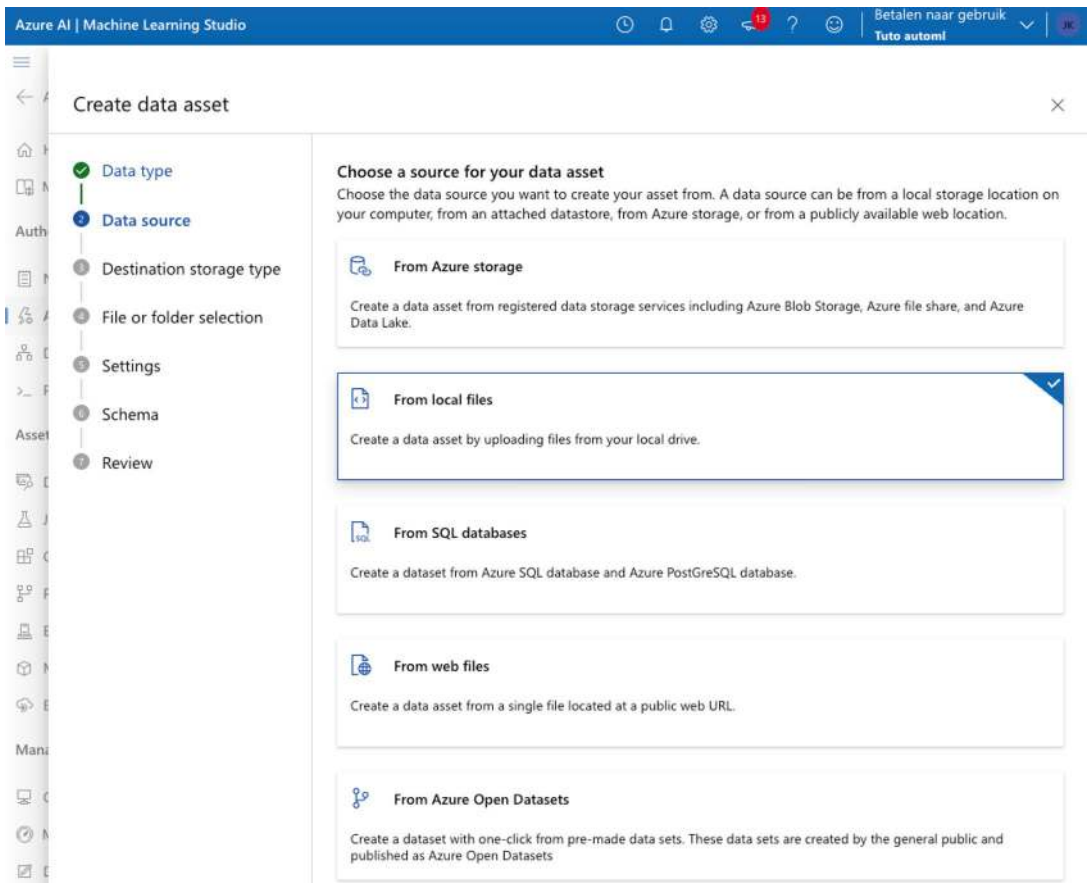 Azure AI | Machine Learning Studio
13
?
Betalen naar gebruik
Tuto automl
JK
Create data asset
Data type
2 Data source
3 Destination storage type
4 File or folder selection
5 Settings
6 Schema
7 Review
Auth
Asset
Mana
Choose a source for your data asset
Choose the data source you want to create your asset from. A data source can be from a local storage location on
your computer, from an attached datastore, from Azure storage, or from a publicly available web location.
From Azure storage
Create a data asset from registered data storage services including Azure Blob Storage, Azure file share, and Azure
Data Lake.
From local files
Create a data asset by uploading files from your local drive.
SQL
From SQL databases
Create a dataset from Azure SQL database and Azure PostGreSQL database.
From web files
Create a data asset from a single file located at a public web URL.
From Azure Open Datasets
Create a dataset with one-click from pre-made data sets. These data sets are created by the general public and
published as Azure Open Datasets